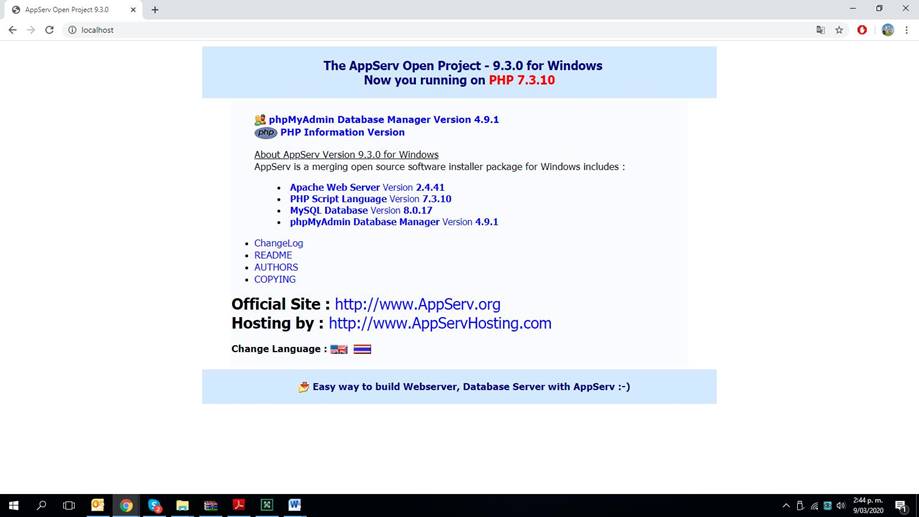 AppServ Open Project 9.3.0
localhost
The AppServ Open Project - 9.3.0 for Windows
Now you running on PHP 7.3.10
phpMyAdmin Database Manager Version 4.9.1
php PHP Information Version
About AppServ Version 9.3.0 for Windows
AppServ is a merging open source software installer package for Windows includes :
Apache Web Server Version 2.4.41
PHP Script Language Version 7.3.10
MySQL Database Version 8.0.17
phpMyAdmin Database Manager Version 4.9.1
ChangeLog
README
AUTHORS
COPYING
Official Site : http://www.AppServ.org
Hosting by : http://www.AppServHosting.com
Change Language :
Easy way to build Webserver, Database Server with AppServ :-)
2:44 p. m.
9/03/2020